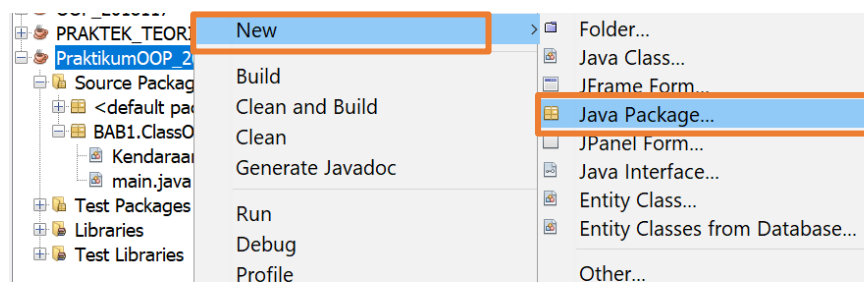 PRAKTEK_TEORI
PraktikumOOP_20
Source Packag
<default pac
BAB1.ClassO
Kendaraan
main.java
Test Packages
Libraries
Test Libraries
New
Build
Clean and Build
Clean
Generate Javadoc
Run
Debug
Profile
Folder...
Java Class...
JFrame Form...
Java Package...
JPanel Form...
Java Interface...
Entity Class...
Entity Classes from Database...
Other...